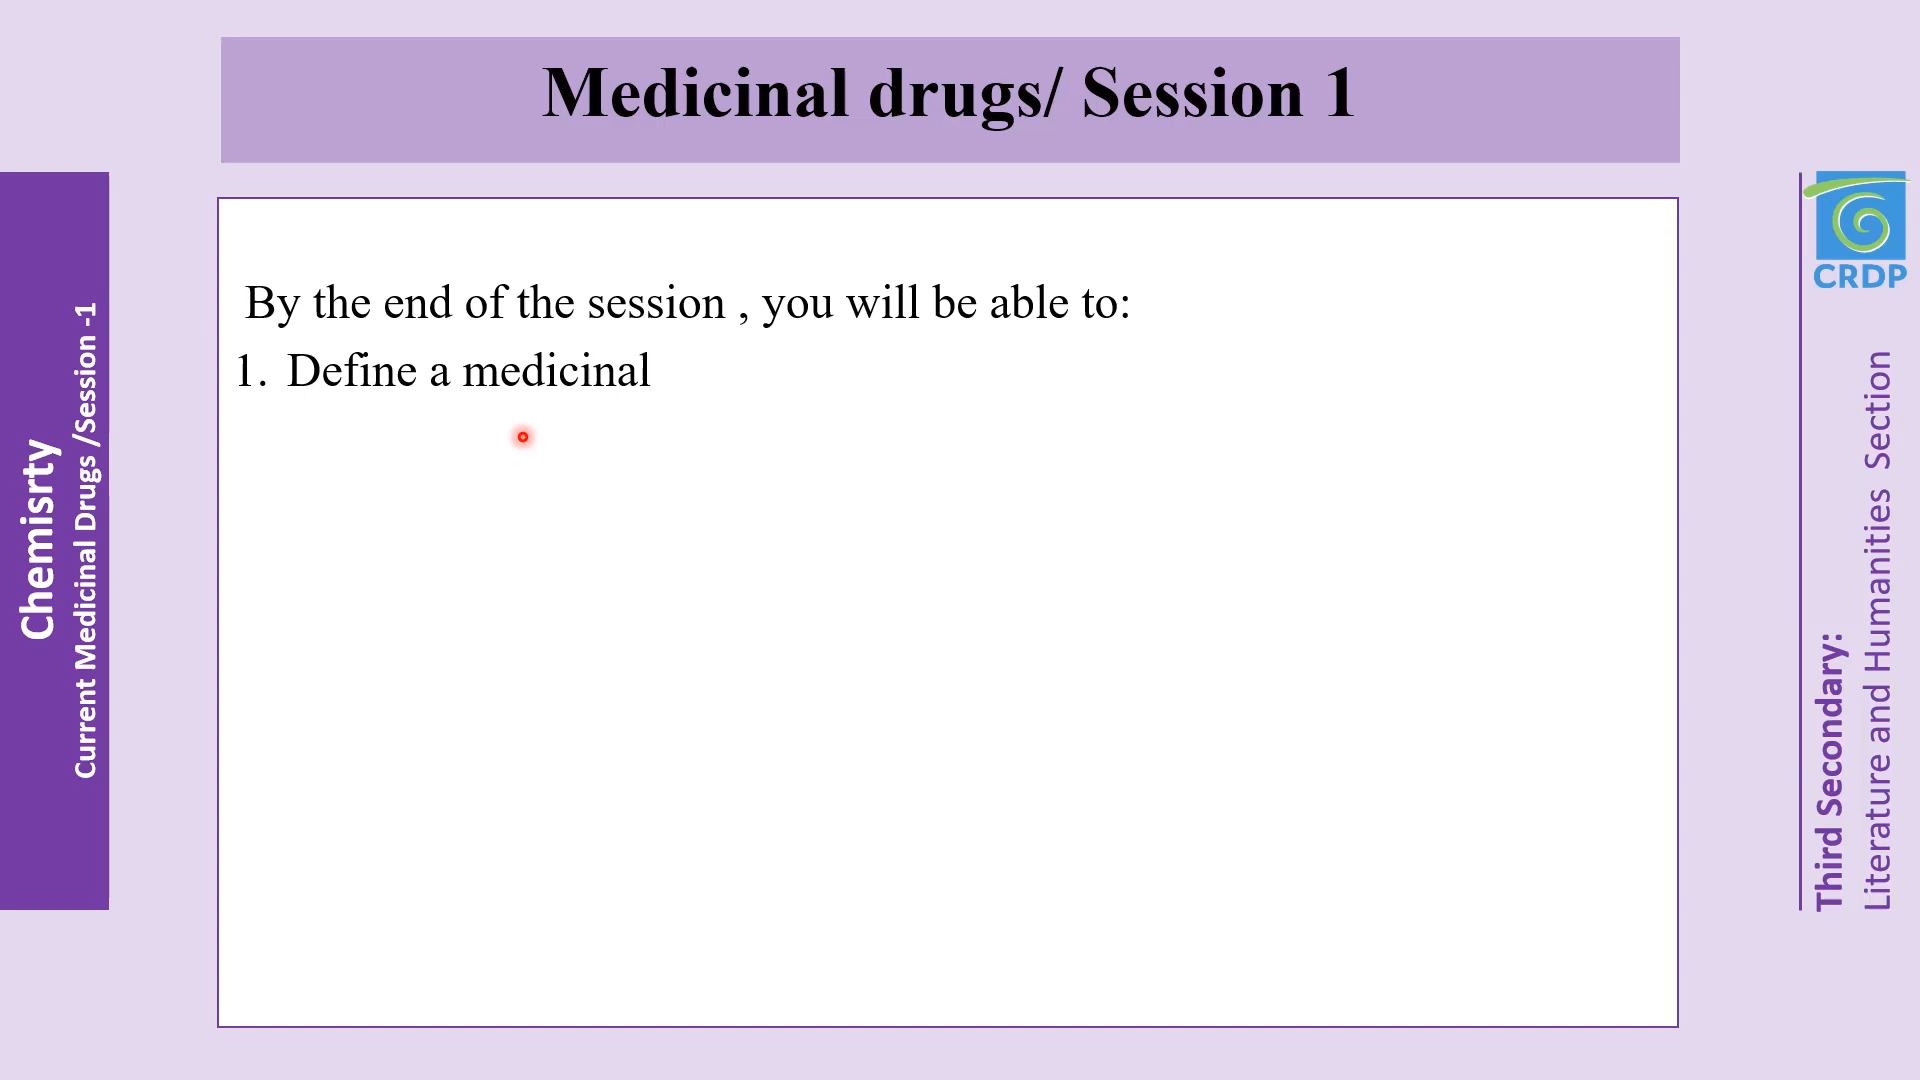 Medicinal drugs/ Session 1
Chemisrty
Current Medicinal Drugs /Session -1
By the end of the session , you will be able to:
1. Define a medicinal
CRDP
Third Secondary:
Literature and Humanities Section